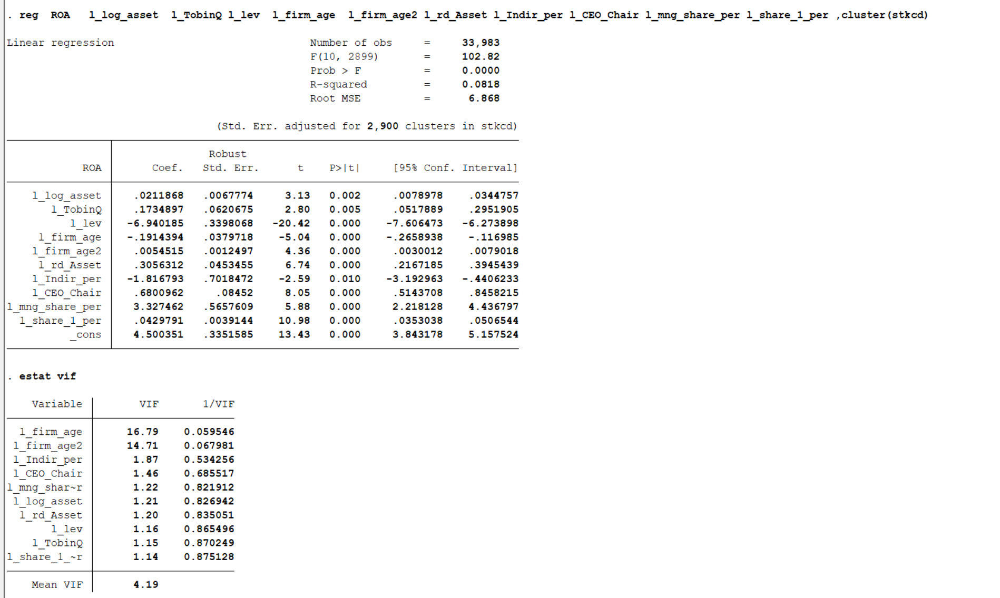 . reg ROA l_log_asset l_TobinQ l_lev l_firm_age l_firm_age2 l_rd_Asset l_Indir_per l_CEO_Chair l_mng_share_per l_share_1_per ,cluster(stkcd)
Linear regression Number of obs = 33,983
F(10, 2899) = 102.82
Prob > F = 0.0000
R-squared = 0.0818
Root MSE = 6.868
(Std. Err. adjusted for 2,900 clusters in stkcd)
Robust
ROA Coef. Std. Err. t P>|t| [95% Conf. Interval]
l_log_asset .0211868 .0067774 3.13 0.002 .0078978 .0344757
l_TobinQ .1734897 .0620675 2.80 0.005 .0517889 .2951905
l_lev -6.940185 .3398068 -20.42 0.000 -7.606473 -6.273898
l_firm_age -.1914394 .0379718 -5.04 0.000 -.2658938 -.116985
l_firm_age2 .0054515 .0012497 4.36 0.000 .0030012 .0079018
l_rd_Asset .3056312 .0453455 6.74 0.000 .2167185 .3945439
l_Indir_per -1.816793 .7018472 -2.59 0.010 -3.192963 -.4406233
l_CEO_Chair .6800962 .08452 8.05 0.000 .5143708 .8458215
l_mng_share_per 3.327462 .5657609 5.88 0.000 2.218128 4.436797
l_share_1_per .0429791 .0039144 10.98 0.000 .0353038 .0506544
_cons 4.500351 .3351585 13.43 0.000 3.843178 5.157524
. estat vif
Variable VIF 1/VIF
l_firm_age 16.79 0.059546
l_firm_age2 14.71 0.067981
l_Indir_per 1.87 0.534256
l_CEO_Chair 1.46 0.685517
l_mng_shar~r 1.22 0.821912
l_log_asset 1.21 0.826942
l_rd_Asset 1.20 0.835051
l_lev 1.16 0.865496
l_TobinQ 1.15 0.870249
l_share_1_~r 1.14 0.875128
Mean VIF 4.19